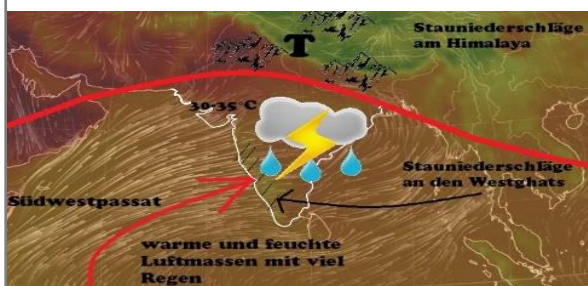 Stauniederschläge
am Himalaya
T
30-35 °C
Stauniederschläge
an den Westghats
Südwestpassat
warme und feuchte
Luftmassen mit viel
Regen